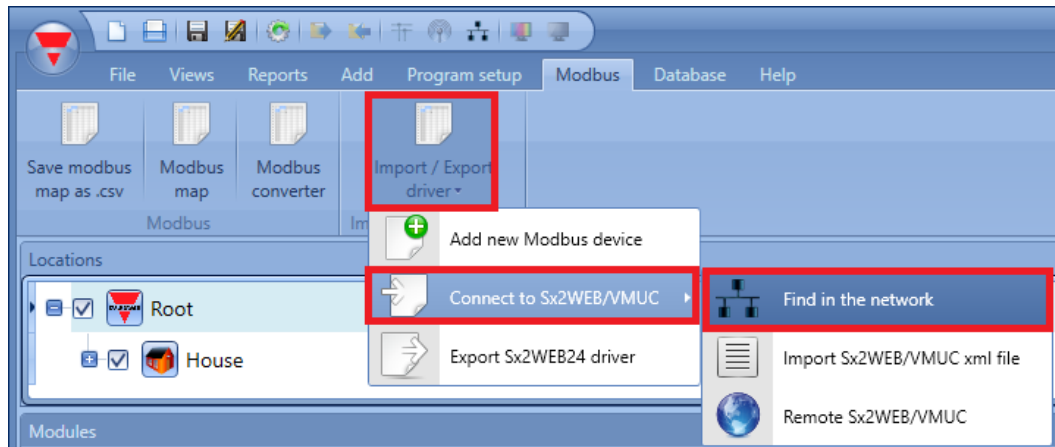 File Views Reports Add Program setup Modbus Database Help
Save modbus
map as .csv
Modbus
map
Modbus
converter
Import / Export
driver
Modbus
Im
Add new Modbus device
Connect to Sx2WEB/VMUC
Export Sx2WEB24 driver
Find in the network
Import Sx2WEB/VMUC xml file
Remote Sx2WEB/VMUC
Locations
Root
House
Modules